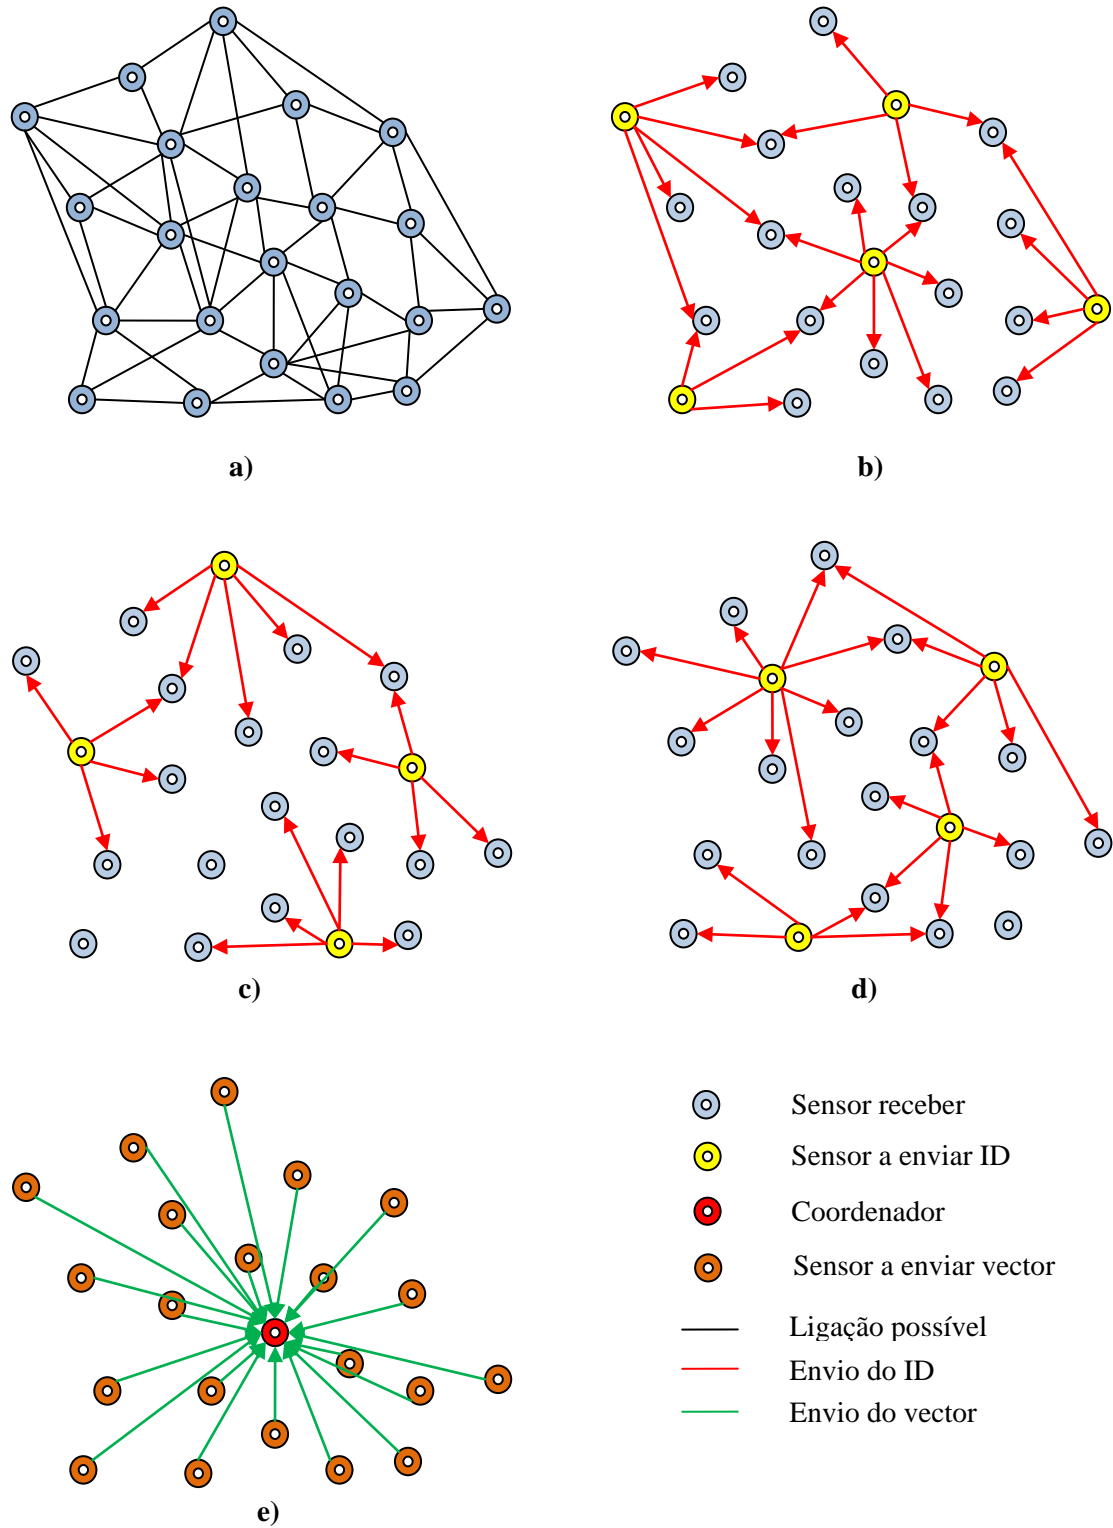 a)
b)
c)
d)
Sensor receber
Sensor a enviar ID
Coordenador
Sensor a enviar vector
Ligação possível
Envio do ID
Envio do vector
e)